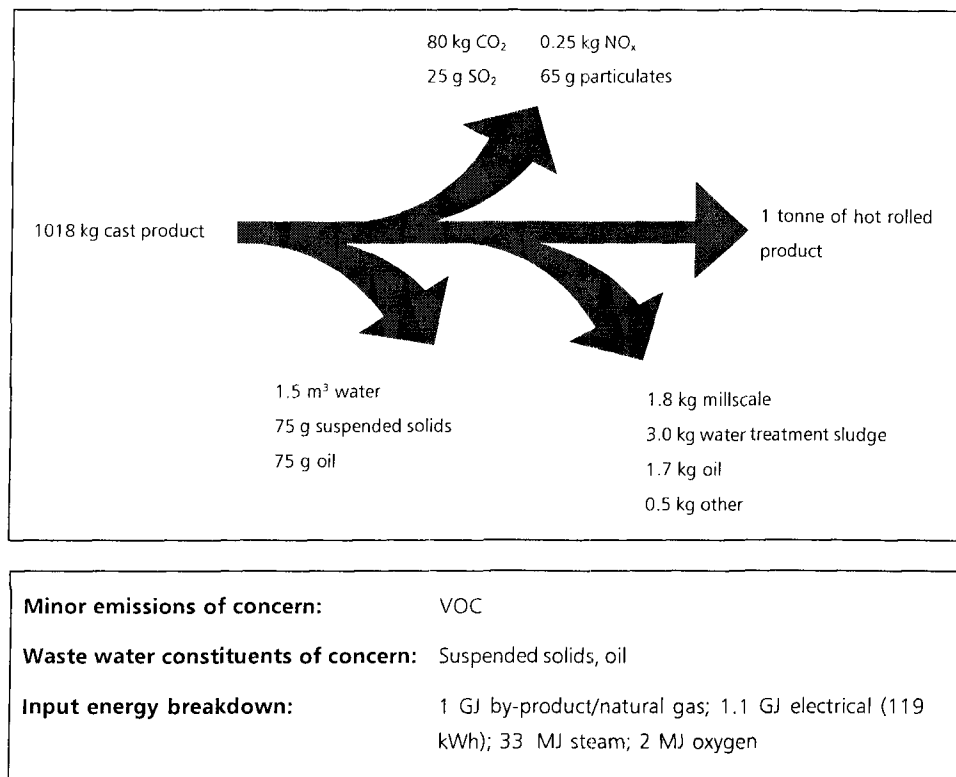 80 kg CO₂ 0.25 kg NOₓ
25 g SO₂ 65 g particulates
1018 kg cast product
1 tonne of hot rolled
product
1.5 m³ water
75 g suspended solids
75 g oil
1.8 kg millscale
3.0 kg water treatment sludge
1.7 kg oil
0.5 kg other
Minor emissions of concern: VOC
Waste water constituents of concern: Suspended solids, oil
Input energy breakdown: 1 GJ by-product/natural gas; 1.1 GJ electrical (119
kWh); 33 MJ steam; 2 MJ oxygen